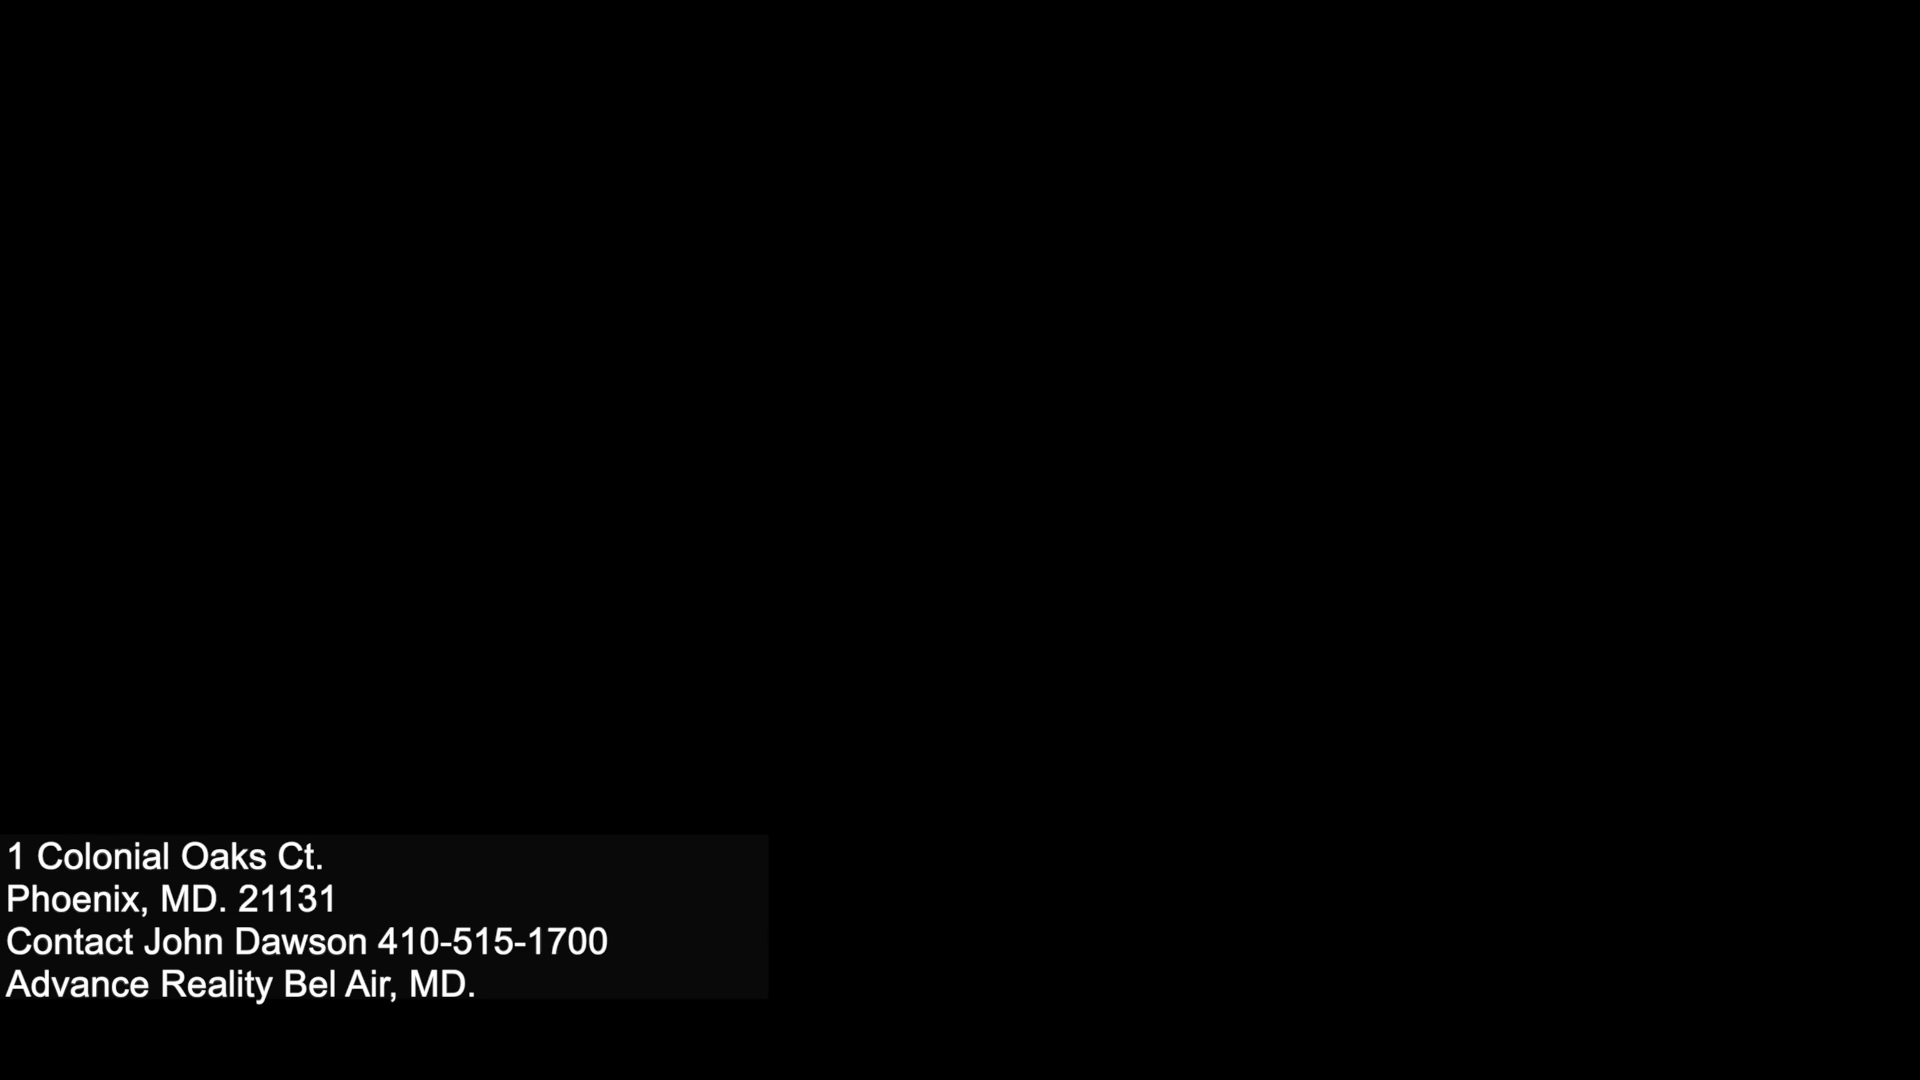 1 Colonial Oaks Ct.
Phoenix, MD. 21131
Contact John Dawson 410-515-1700
Advance Reality Bel Air, MD.